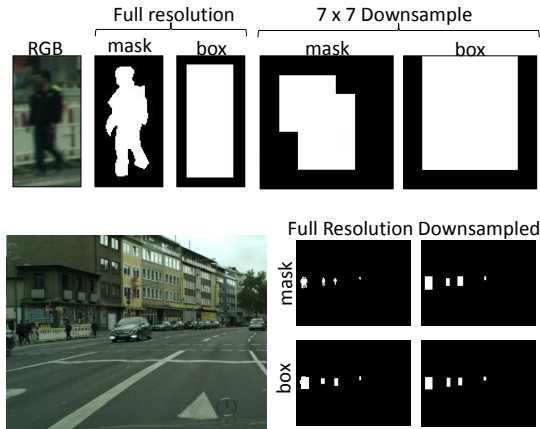 Full resolution
7 x 7 Downsample
RGB
mask
box
mask
box
Full Resolution Downsampled
mask
box